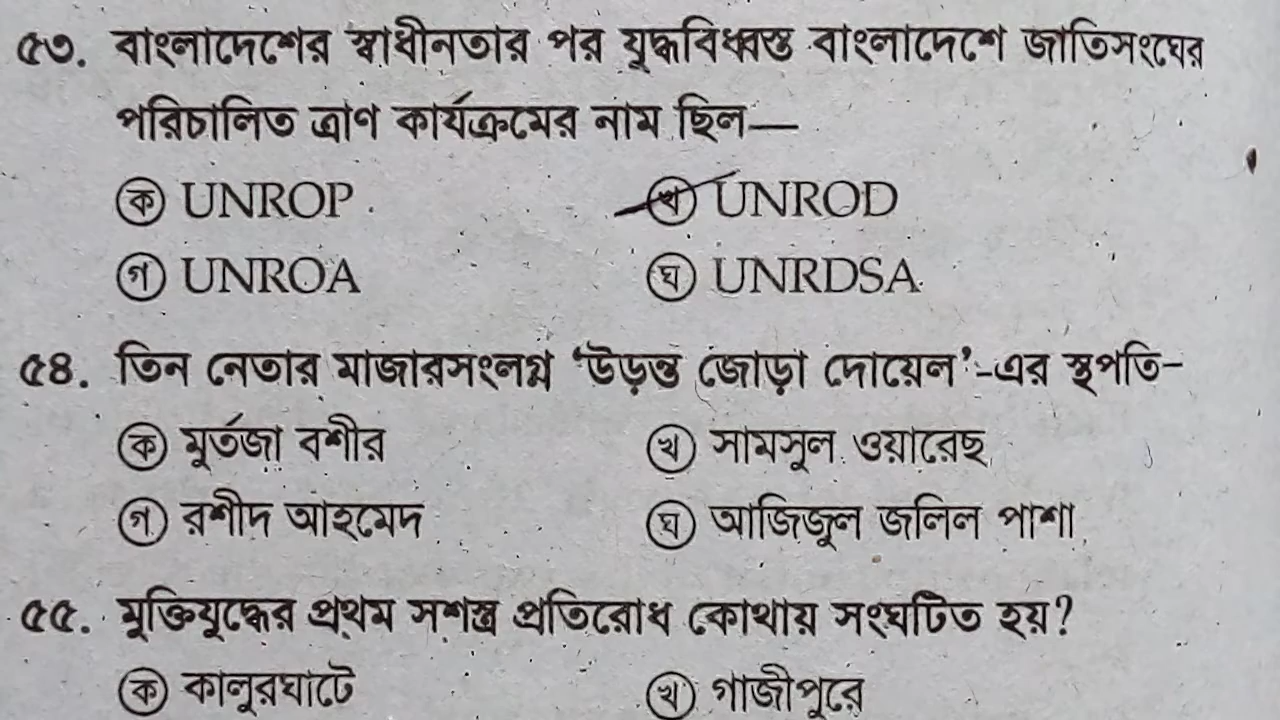 ৫৩. বাংলাদেশের স্বাধীনতার পর যুদ্ধবিধ্বস্ত বাংলাদেশে জাতিসংঘের
পরিচালিত ত্রাণ কার্যক্রমের নাম ছিল—
ক UNROP খ UNROD
গ UNROA ঘ UNRDSA
৫৪. তিন নেতার মাজারসংলগ্ন ‘উড়ন্ত জোড়া দোয়েল’-এর স্থপতি-
ক মুর্তজা বশীর খ সামসুল ওয়ারেছ
গ রশীদ আহমেদ ঘ আজিজুল জলিল পাশা
৫৫. মুক্তিযুদ্ধের প্রথম সশস্ত্র প্রতিরোধ কোথায় সংঘটিত হয়?
ক কালুরঘাটে খ গাজীপুরে